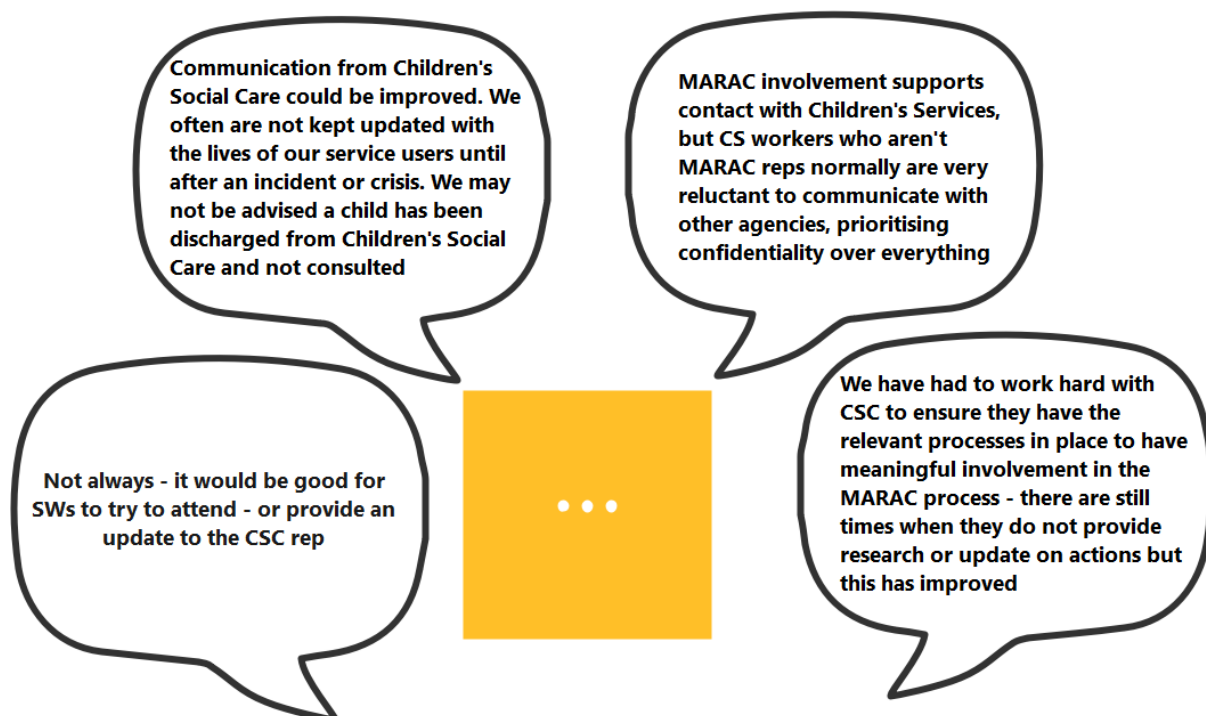 Communication from Children's
Social Care could be improved. We
often are not kept updated with
the lives of our service users until
after an incident or crisis. We may
not be advised a child has been
discharged from Children's Social
Care and not consulted
MARAC involvement supports
contact with Children's Services,
but CS workers who aren't
MARAC reps normally are very
reluctant to communicate with
other agencies, prioritising
confidentiality over everything
Not always - it would be good for
SWs to try to attend - or provide an
update to the CSC rep
...
We have had to work hard with
CSC to ensure they have the
relevant processes in place to have
meaningful involvement in the
MARAC process - there are still
times when they do not provide
research or update on actions but
this has improved